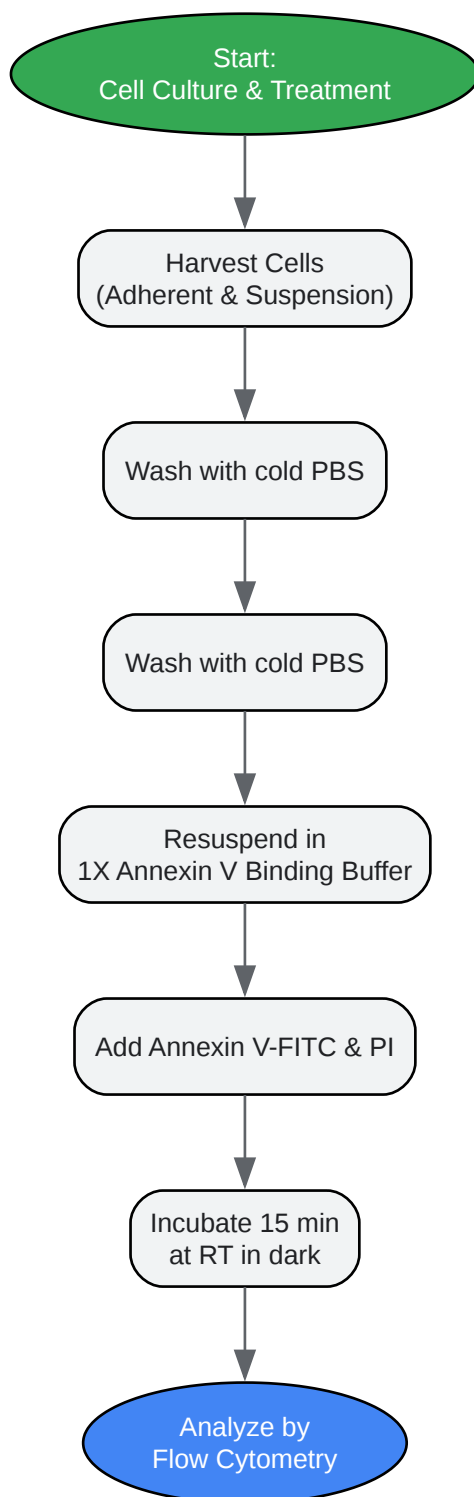 Start:
Cell Culture & Treatment
Harvest Cells
(Adherent & Suspension)
Wash with cold PBS
Wash with cold PBS
Resuspend in
1X Annexin V Binding Buffer
Add Annexin V-FITC & PI
Incubate 15 min
at RT in dark
Analyze by
Flow Cytometry